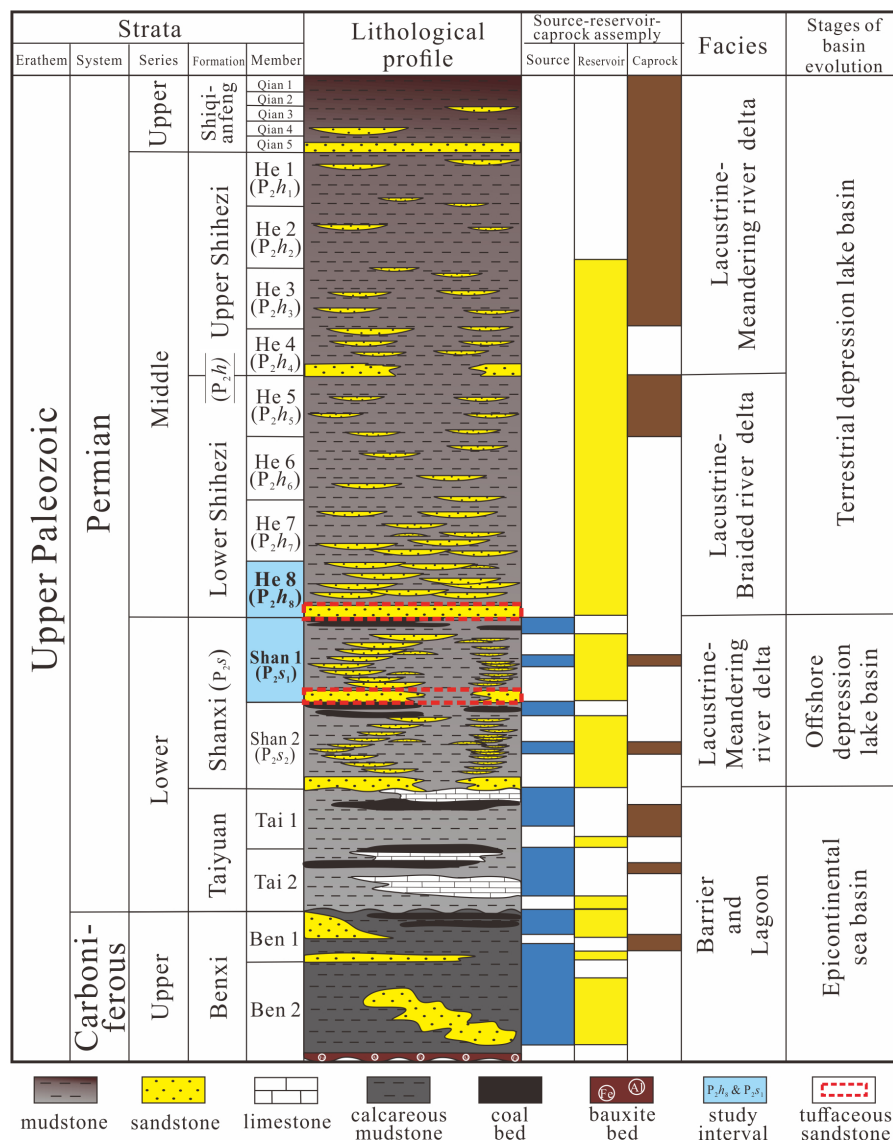 Strata
Lithological
profile
Source-reservoir-
caprock assemply
Facies
Stages of
basin
evolution
Erathem
System
Series
Formation
Member
Source
Reservoir
Caprock
Upper Paleozoic
Permian
Carboni-
ferous
Upper
Middle
Lower
Upper
Shiqi-
anfeng
Upper Shihezi
(P₂h)
Lower Shihezi
Shanxi (P₂s)
Taiyuan
Benxi
Qian 1
Qian 2
Qian 3
Qian 4
Qian 5
He 1
(P₂h₁)
He 2
(P₂h₂)
He 3
(P₂h₃)
He 4
(P₂h₄)
He 5
(P₂h₅)
He 6
(P₂h₆)
He 7
(P₂h₇)
He 8
(P₂h₈)
Shan 1
(P₂s₁)
Shan 2
(P₂s₂)
Tai 1
Tai 2
Ben 1
Ben 2
Lacustrine-
Meandering river delta
Lacustrine-
Braided river delta
Lacustrine-
Meandering
river delta
Barrier
and
Lagoon
Terrestrial depression lake basin
Offshore
depression
lake basin
Epicontinental
sea basin
Fe
Al
P₂h₈ & P₂s₁
mudstone
sandstone
limestone
calcareous
mudstone
coal
bed
bauxite
bed
study
interval
tuffaceous
sandstone